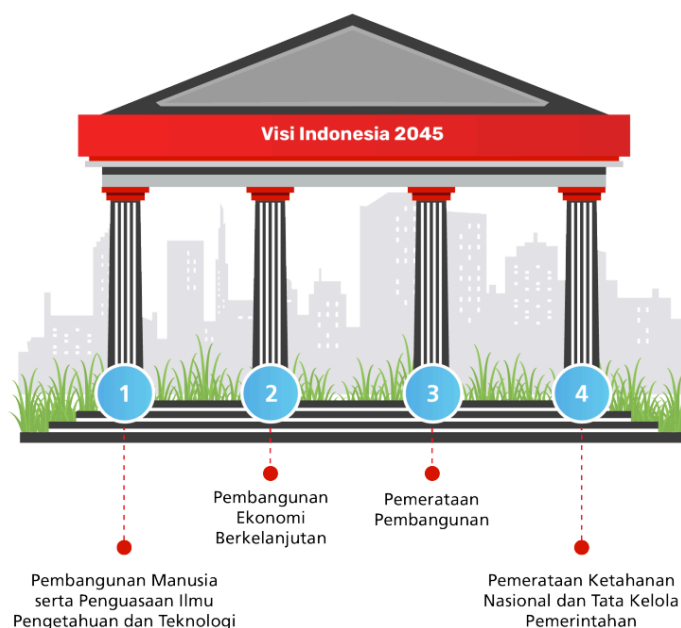 Visi Indonesia 2045
1
2
3
4
Pembangunan
Ekonomi
Berkelanjutan
Pemerataan
Pembangunan
Pembangunan Manusia
serta Penguasaan Ilmu
Pengetahuan dan Teknologi
Pemerataan Ketahanan
Nasional dan Tata Kelola
Pemerintahan